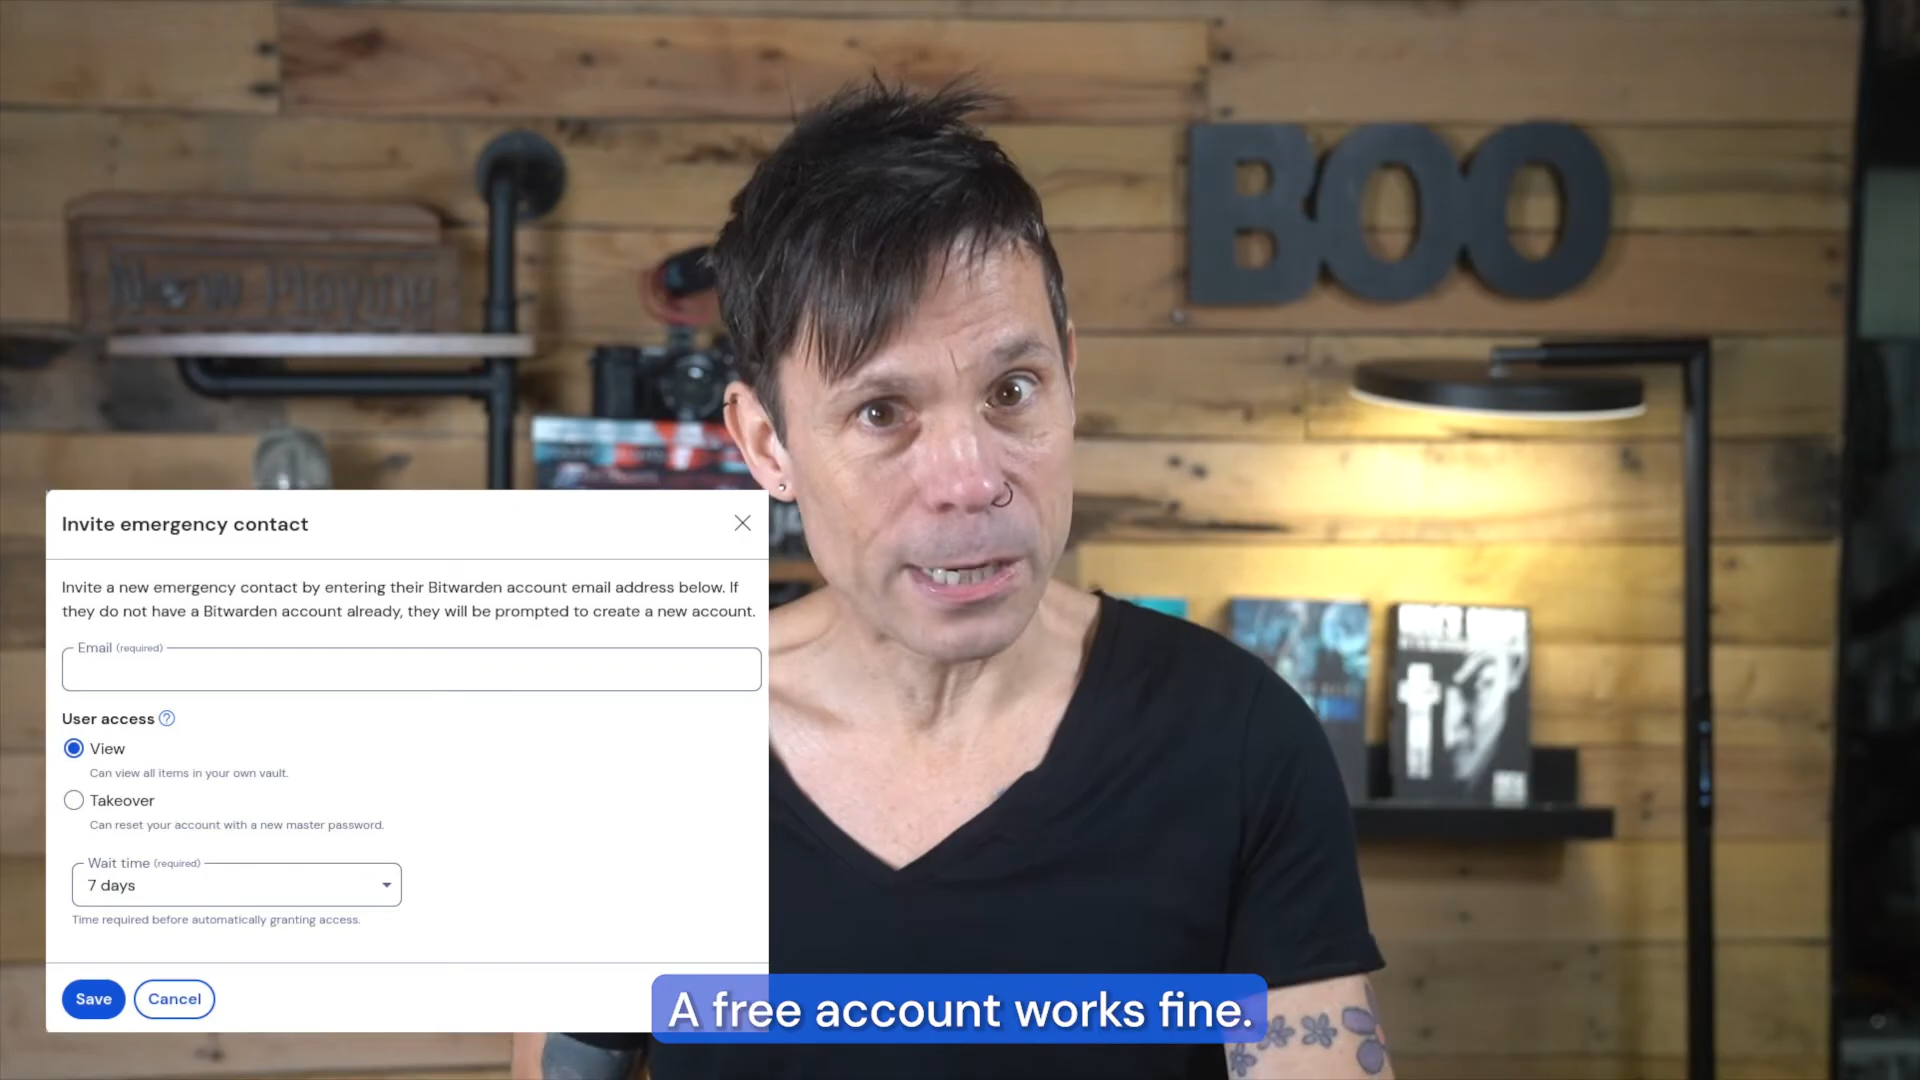 BOO
Now Playing
Invite emergency contact
Invite a new emergency contact by entering their Bitwarden account email address below. If
they do not have a Bitwarden account already, they will be prompted to create a new account.
Email (required)
User access
View
Can view all items in your own vault.
Takeover
Can reset your account with a new master password.
Wait time (required)
7 days
Time required before automatically granting access.
Save
Cancel
A free account works fine.